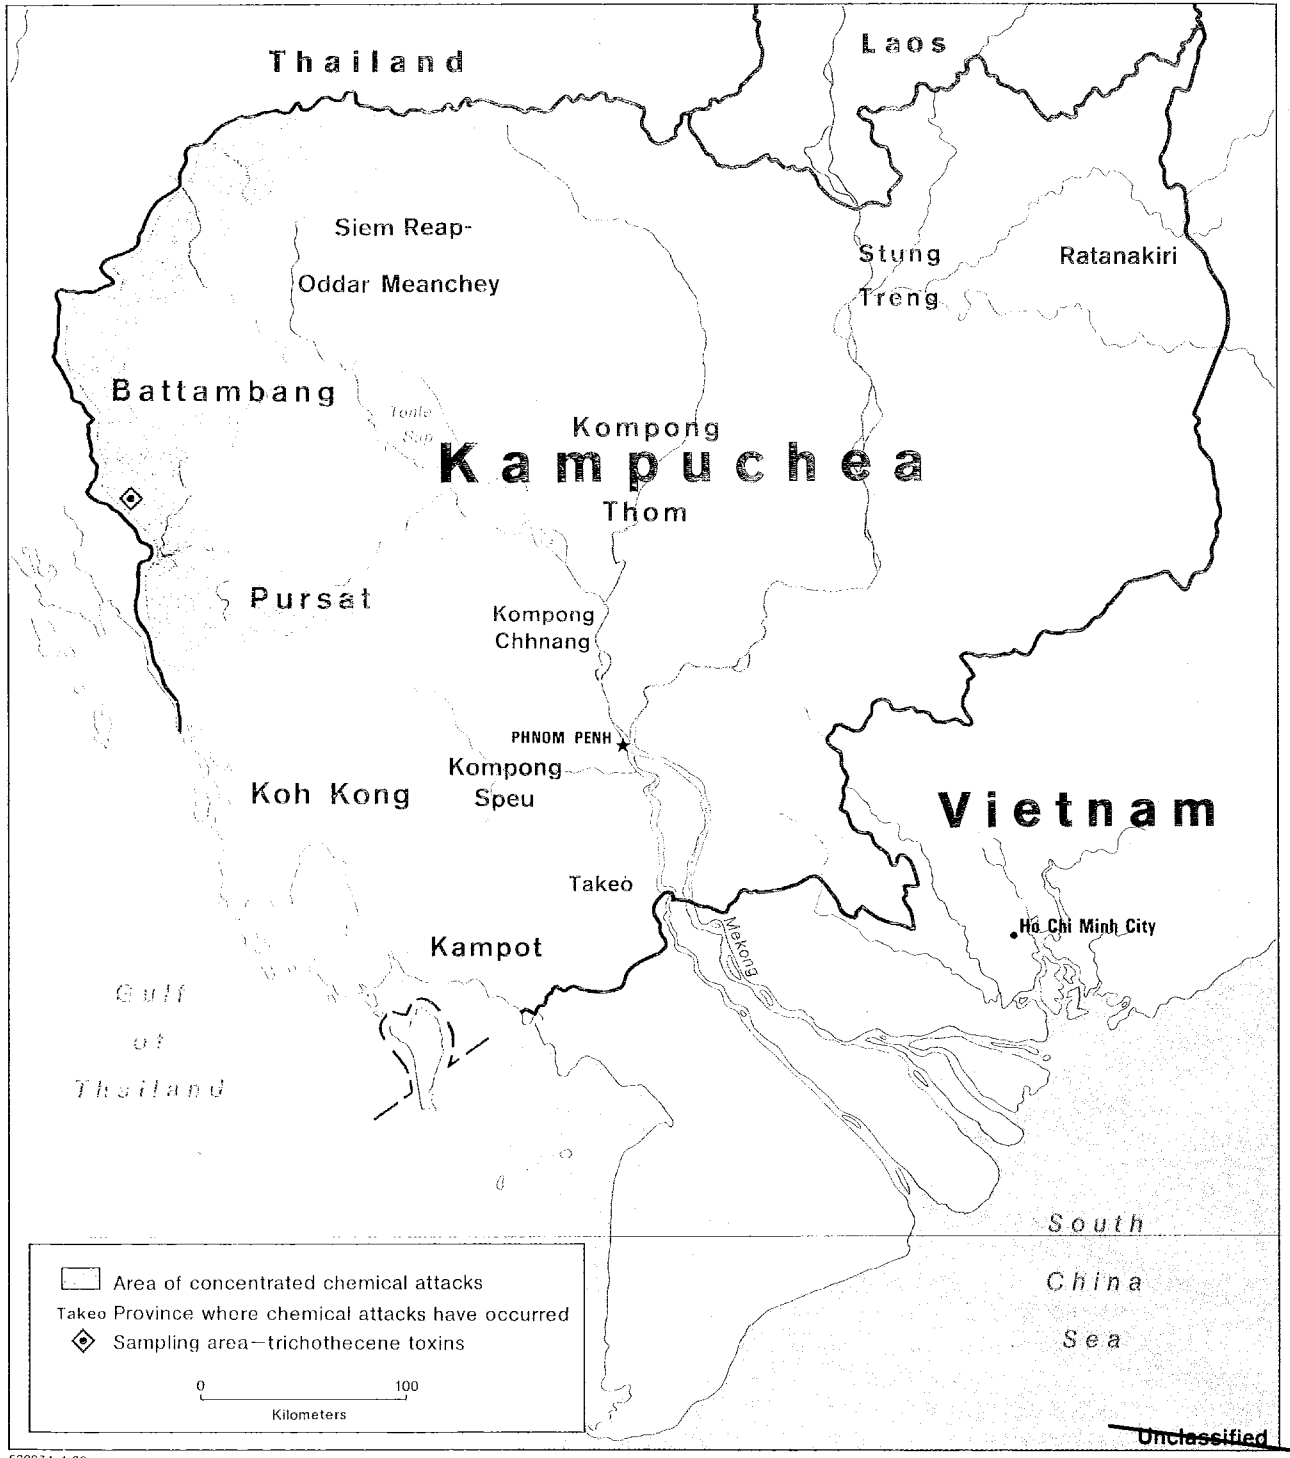 Thailand
Laos
Siem Reap-
Oddar Meanchey
Stung
Treng
Ratanakiri
Battambang
Tonle
Sap
Kompong
Kampuchea
Thom
Pursat
Kompong
Chhnang
PHNOM PENH
Kompong
Speu
Koh Kong
Vietnam
Takeo
Mekong
Ho Chi Minh City
Kampot
Gulf
of
Thailand
South
China
Sea
Area of concentrated chemical attacks
Takeo Province where chemical attacks have occurred
Sampling area—trichothecene toxins
0 100
Kilometers
Unclassified